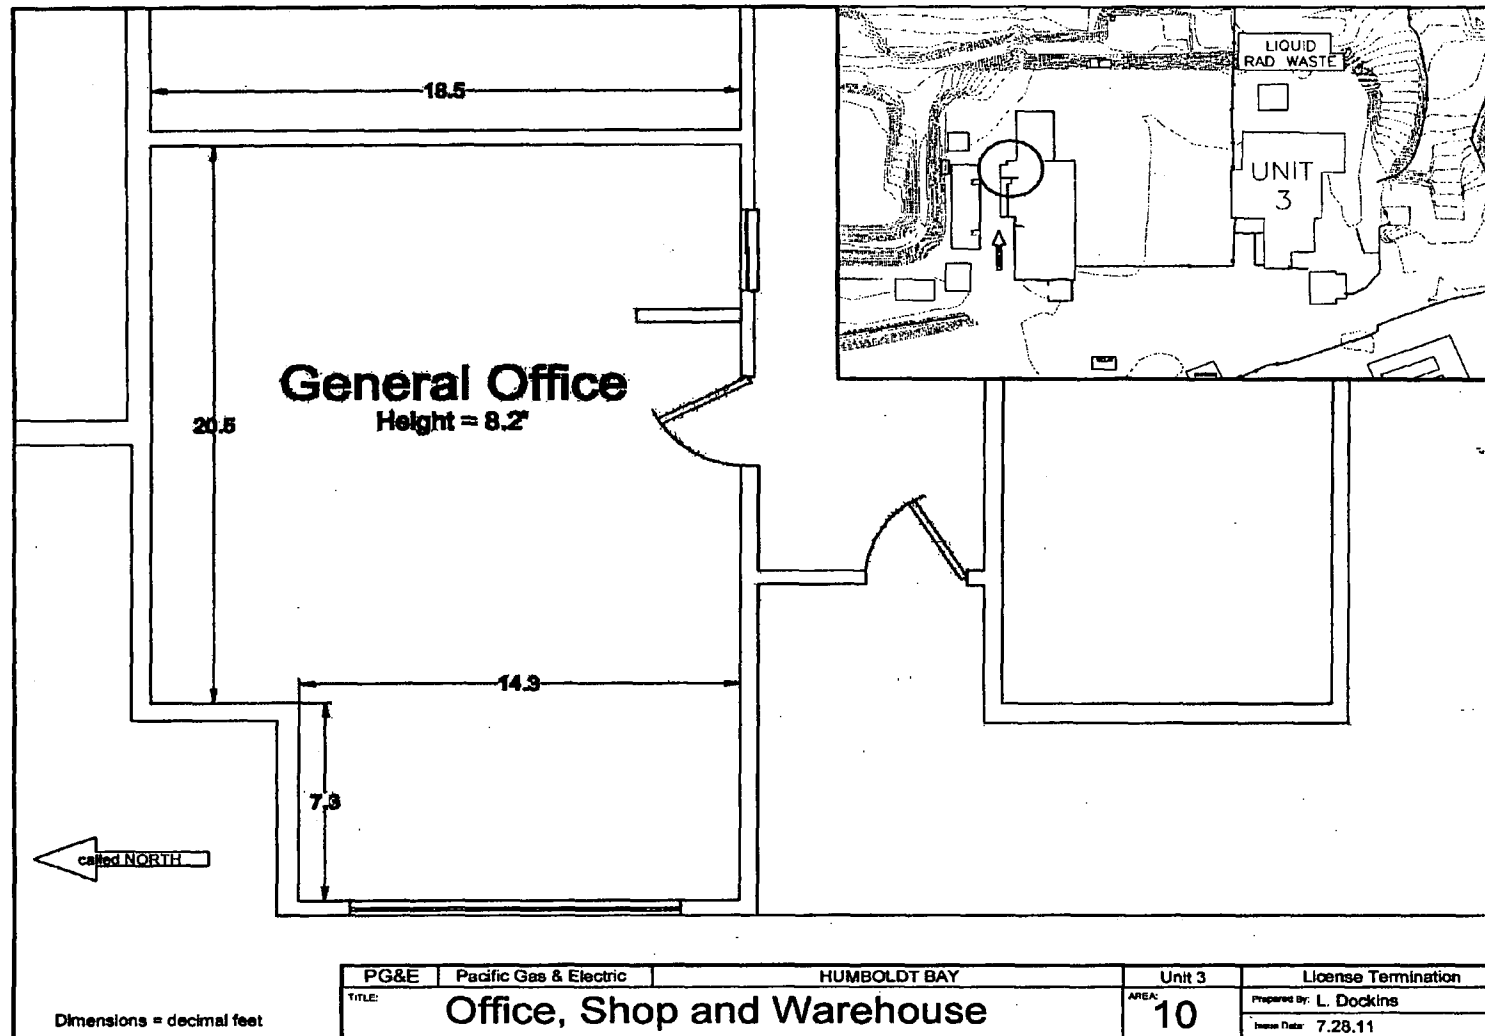 18.5
LIQUID
RAD WASTE
UNIT
3
General Office
Height = 8.2'
20.5
14.3
7.3
called NORTH
PG&E Pacific Gas & Electric HUMBOLDT BAY Unit 3 License Termination
TITLE: Office, Shop and Warehouse AREA: 10 Prepared By: L. Dockins
Issue Date: 7.28.11
Dimensions = decimal feet